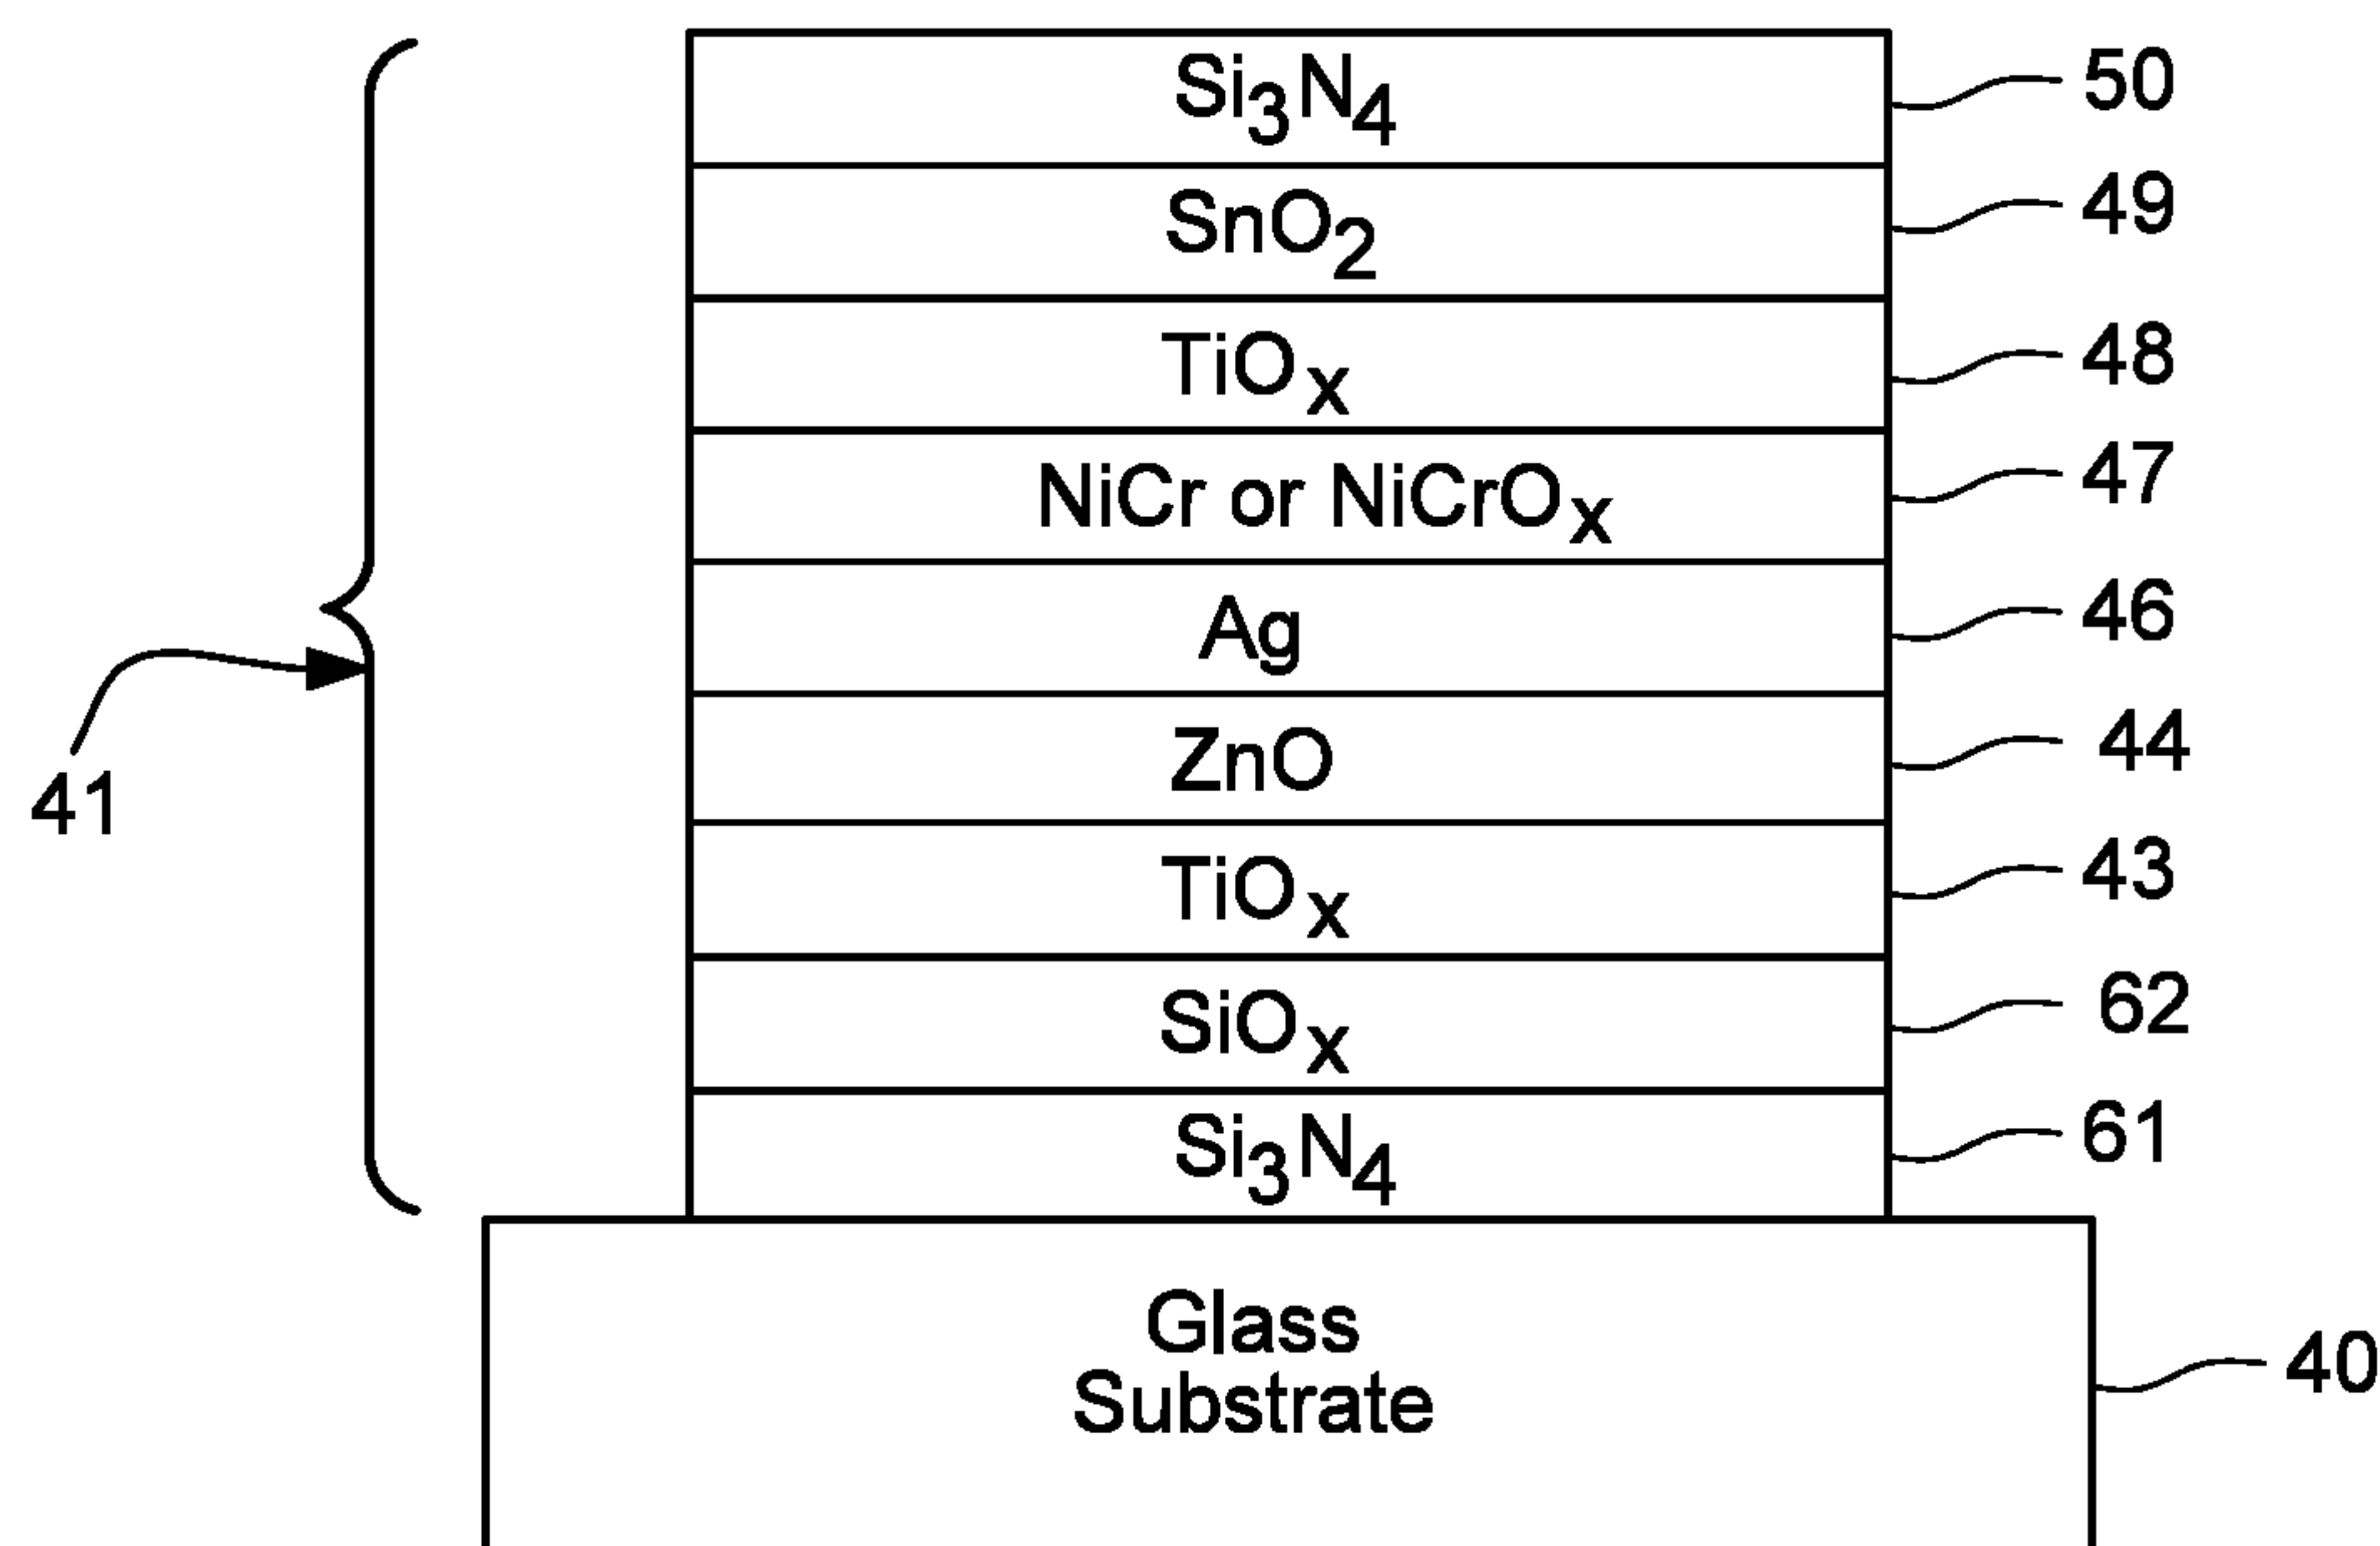 Si3N4 50
SnO2 49
TiOx 48
NiCr or NiCrOx 47
Ag 46
ZnO 44
41
TiOx 43
SiOx 62
Si3N4 61
Glass
Substrate
40